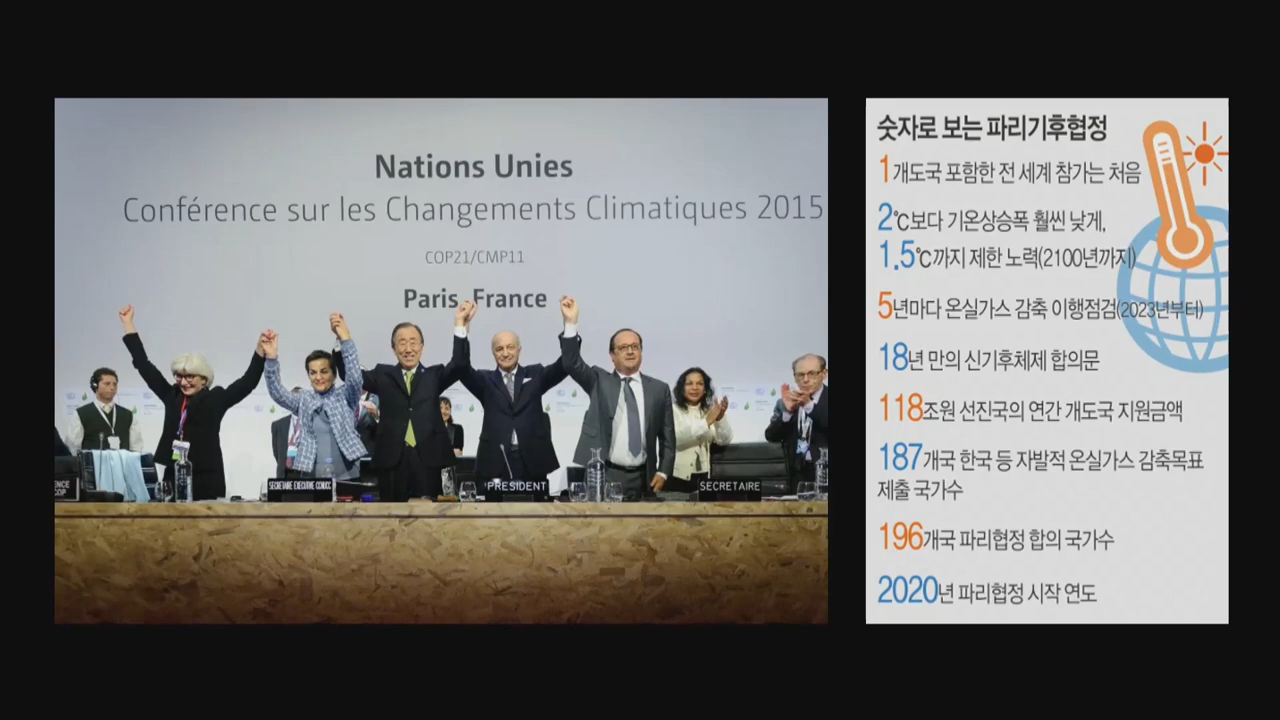 Nations Unies
Conférence sur les Changements Climatiques 2015
COP21/CMP11
Paris, France
ENCE
COP
SECRETAIRE EXECUTIVE CCNUCC
PRESIDENT
SECRETAIRE
숫자로 보는 파리기후협정
1개도국 포함한 전 세계 참가는 처음
2℃보다 기온상승폭 훨씬 낮게,
1.5℃까지 제한 노력(2100년까지)
5년마다 온실가스 감축 이행점검(2023년부터)
18년 만의 신기후체제 합의문
118조원 선진국의 연간 개도국 지원금액
187개국 한국 등 자발적 온실가스 감축목표
제출 국가수
196개국 파리협정 합의 국가수
2020년 파리협정 시작 연도